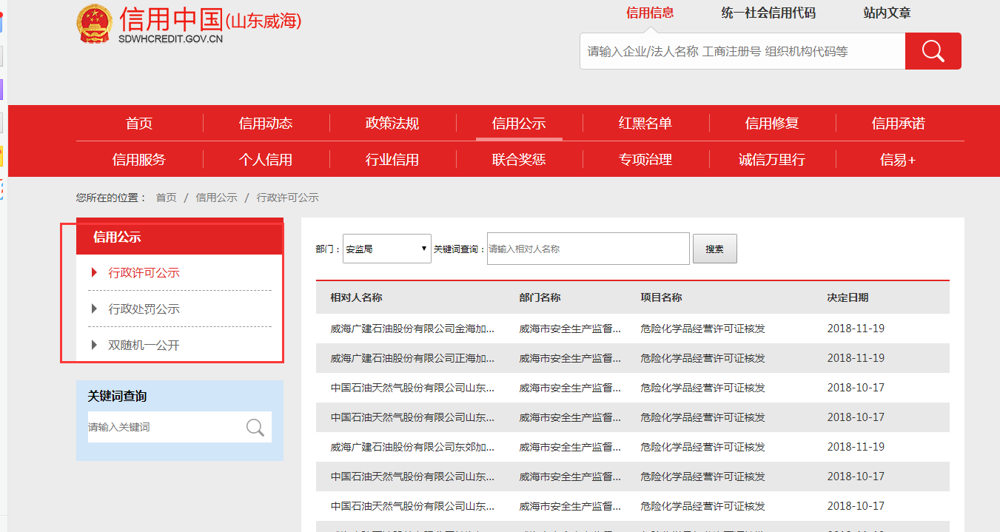 信用中国(山东威海)
SDWHCREDIT.GOV.CN
信用信息 统一社会信用代码 站内文章
请输入企业/法人名称 工商注册号 组织机构代码等
首页 信用动态 政策法规 信用公示 红黑名单 信用修复 信用承诺
信用服务 个人信用 行业信用 联合奖惩 专项治理 诚信万里行 信易+
您所在的位置： 首页 / 信用公示 / 行政许可公示
信用公示
行政许可公示
行政处罚公示
双随机一公开
关键词查询
请输入关键词
部门： 安监局 关键词查询： 请输入相对人名称 搜索
相对人名称 部门名称 项目名称 决定日期
威海广建石油股份有限公司金海加... 威海市安全生产监督... 危险化学品经营许可证核发 2018-11-19
威海广建石油股份有限公司正海加... 威海市安全生产监督... 危险化学品经营许可证核发 2018-11-19
中国石油天然气股份有限公司山东... 威海市安全生产监督... 危险化学品经营许可证核发 2018-10-17
中国石油天然气股份有限公司山东... 威海市安全生产监督... 危险化学品经营许可证核发 2018-10-17
威海广建石油股份有限公司东郊加... 威海市安全生产监督... 危险化学品经营许可证核发 2018-11-19
中国石油天然气股份有限公司山东... 威海市安全生产监督... 危险化学品经营许可证核发 2018-10-17
中国石油天然气股份有限公司山东... 威海市安全生产监督... 危险化学品经营许可证核发 2018-10-17